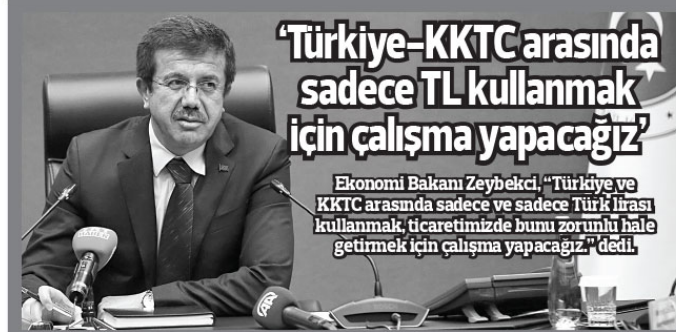 ‘Türkiye-KKTC arasında
sadece TL kullanmak
için çalışma yapacağız’
Ekonomi Bakanı Zeybekci, “Türkiye ve
KKTC arasında sadece ve sadece Türk lirası
kullanmak, ticaretimizde bunu zorunlu hale
getirmek için çalışma yapacağız.” dedi.
AA